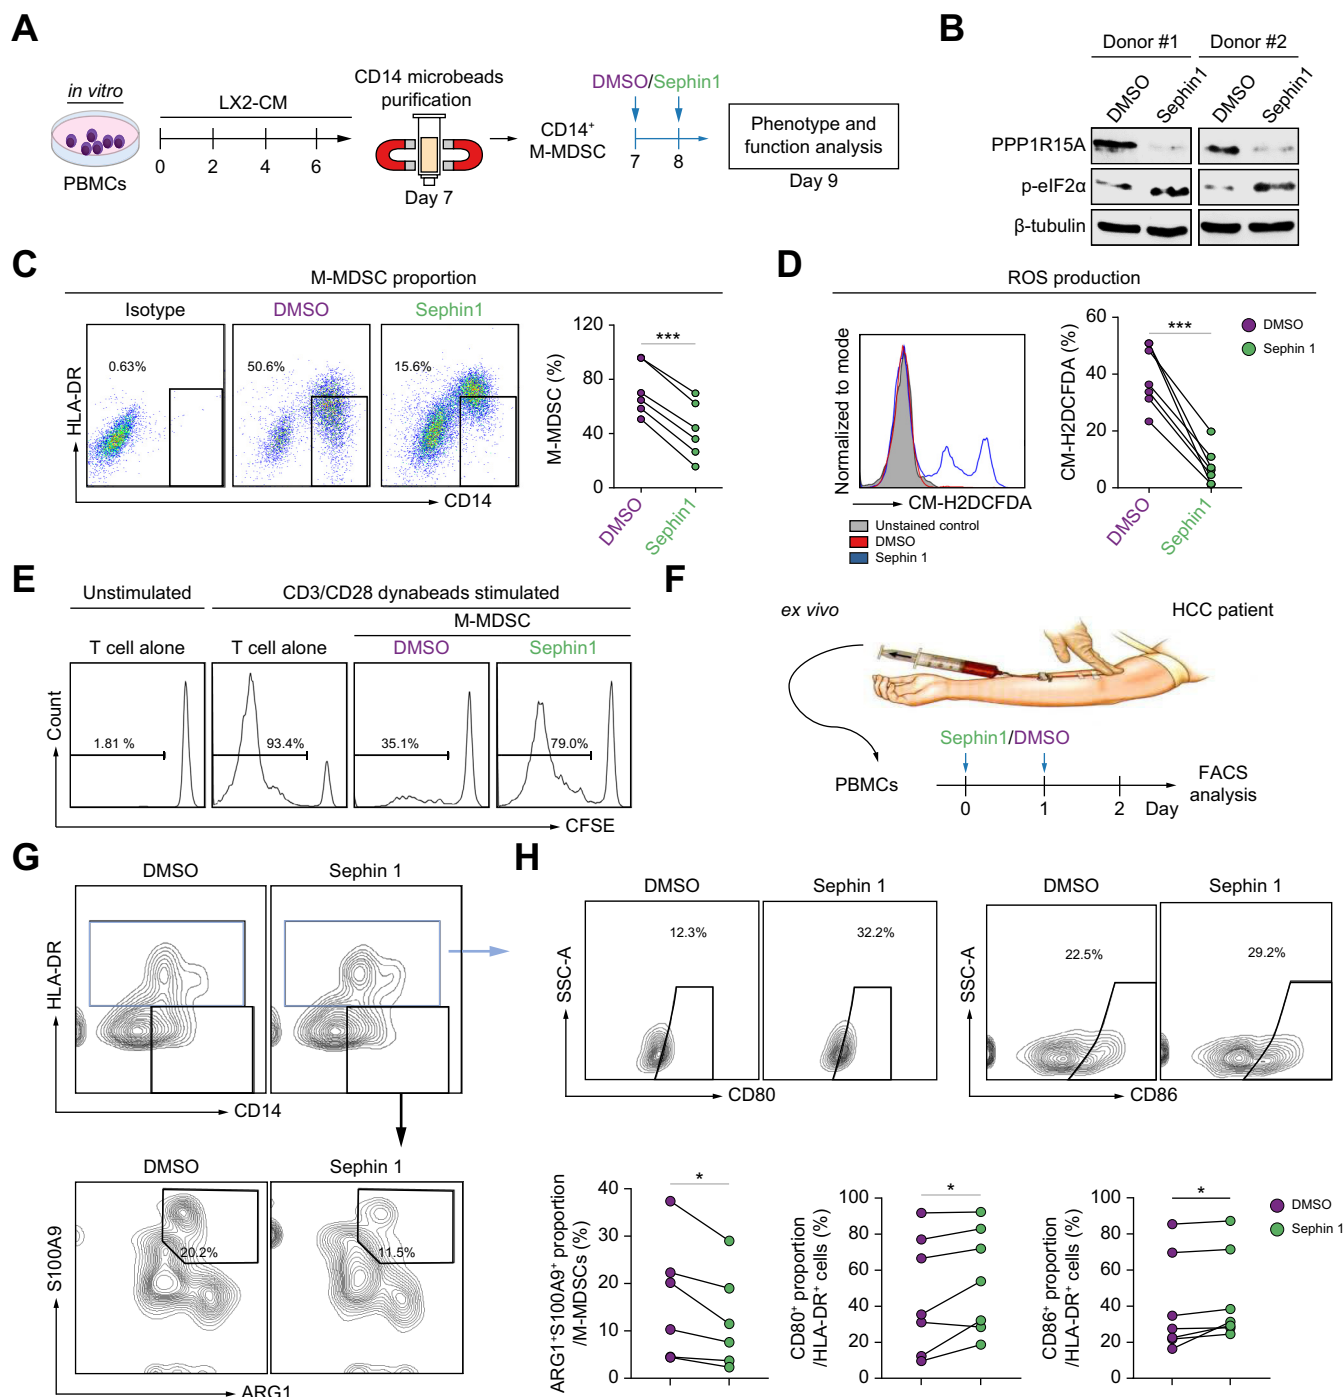 A
in vitro
PBMCs
LX2-CM
0 2 4 6
CD14 microbeads
purification
Day 7
CD14⁺
M-MDSC
DMSO/Sephin1
7 8
Phenotype and
function analysis
Day 9
B
Donor #1 Donor #2
DMSO Sephin1 DMSO Sephin1
PPP1R15A
p-eIF2α
β-tubulin
C
M-MDSC proportion
Isotype DMSO Sephin1
0.63% 50.6% 15.6%
HLA-DR
CD14
M-MDSC (%)
120
80
40
0
***
DMSO Sephin1
D
ROS production
Normalized to mode
CM-H2DCFDA
Unstained control
DMSO
Sephin 1
CM-H2DCFDA (%)
60
40
20
0
***
DMSO Sephin1
DMSO
Sephin 1
E
Unstimulated CD3/CD28 dynabeads stimulated
M-MDSC
T cell alone T cell alone DMSO Sephin1
Count
1.81 % 93.4% 35.1% 79.0%
CFSE
F
ex vivo HCC patient
Sephin1/DMSO
PBMCs
0 1 2 Day
FACS
analysis
G
DMSO Sephin 1
HLA-DR
CD14
DMSO Sephin 1
S100A9
20.2% 11.5%
ARG1
H
DMSO Sephin 1 DMSO Sephin 1
12.3% 32.2% 22.5% 29.2%
SSC-A SSC-A
CD80 CD86
ARG1⁺S100A9⁺ proportion
/M-MDSCs (%)
40
30
20
10
0
*
CD80⁺ proportion
/HLA-DR⁺ cells (%)
100
80
60
40
20
0
*
CD86⁺ proportion
/HLA-DR⁺ cells (%)
100
80
60
40
20
0
*
DMSO
Sephin 1